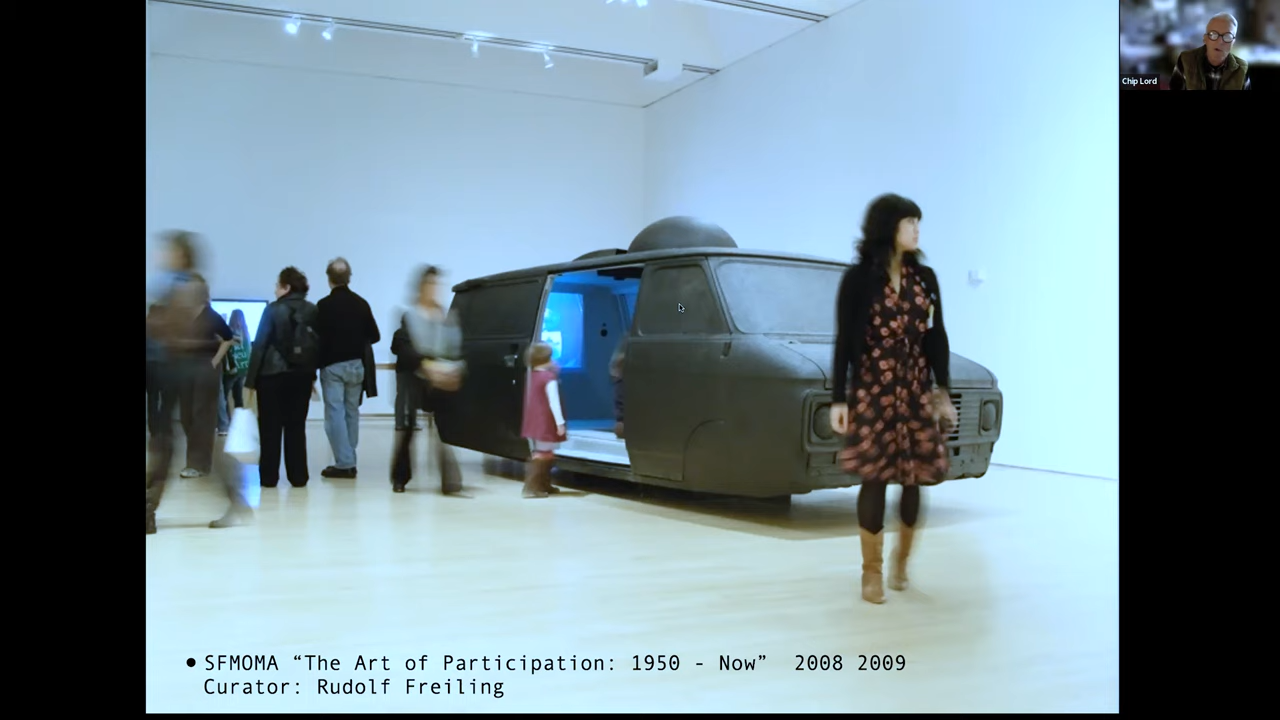 Chip Lord
● SFMOMA “The Art of Participation: 1950 - Now”  2008 2009
Curator: Rudolf Freiling